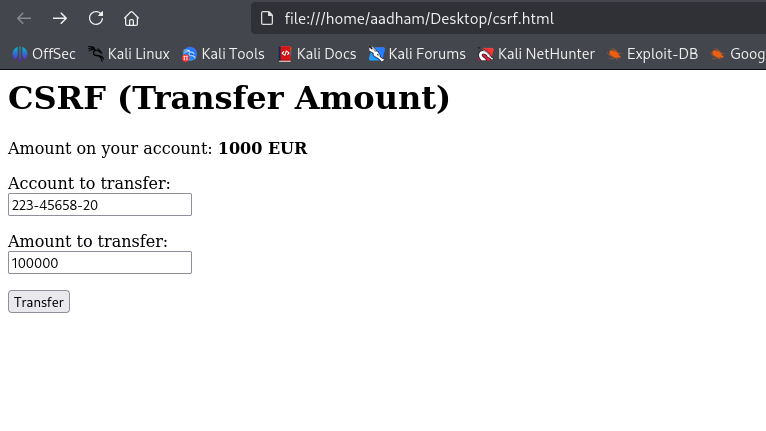 file:///home/aadham/Desktop/csrf.html
OffSec Kali Linux Kali Tools Kali Docs Kali Forums Kali NetHunter Exploit-DB Goog
CSRF (Transfer Amount)
Amount on your account: 1000 EUR
Account to transfer:
223-45658-20
Amount to transfer:
100000
Transfer